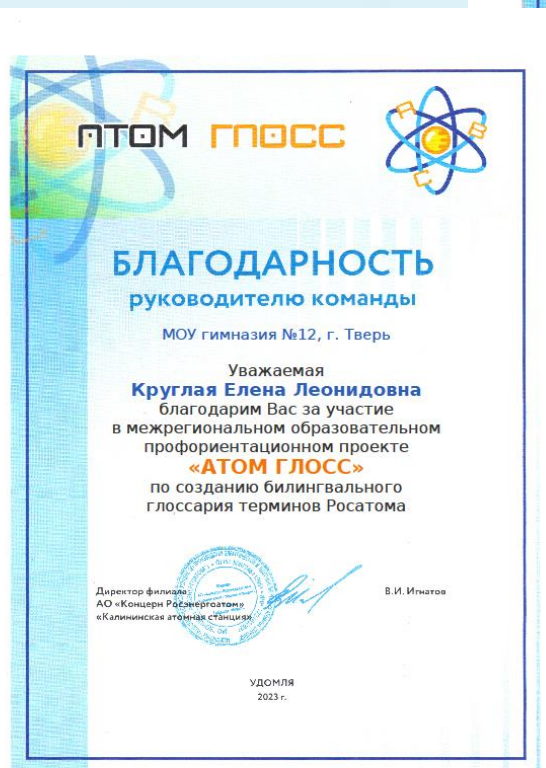 АТОМ ГЛОСС
A B C
БЛАГОДАРНОСТЬ
руководителю команды
МОУ гимназия №12, г. Тверь
Уважаемая
Круглая Елена Леонидовна
благодарим Вас за участие
в межрегиональном образовательном
профориентационном проекте
«АТОМ ГЛОСС»
по созданию билингвального
глоссария терминов Росатома
Директор филиала
АО «Концерн Росэнергоатом»
«Калининская атомная станция»
В.И. Игнатов
УДОМЛЯ
2023 г.